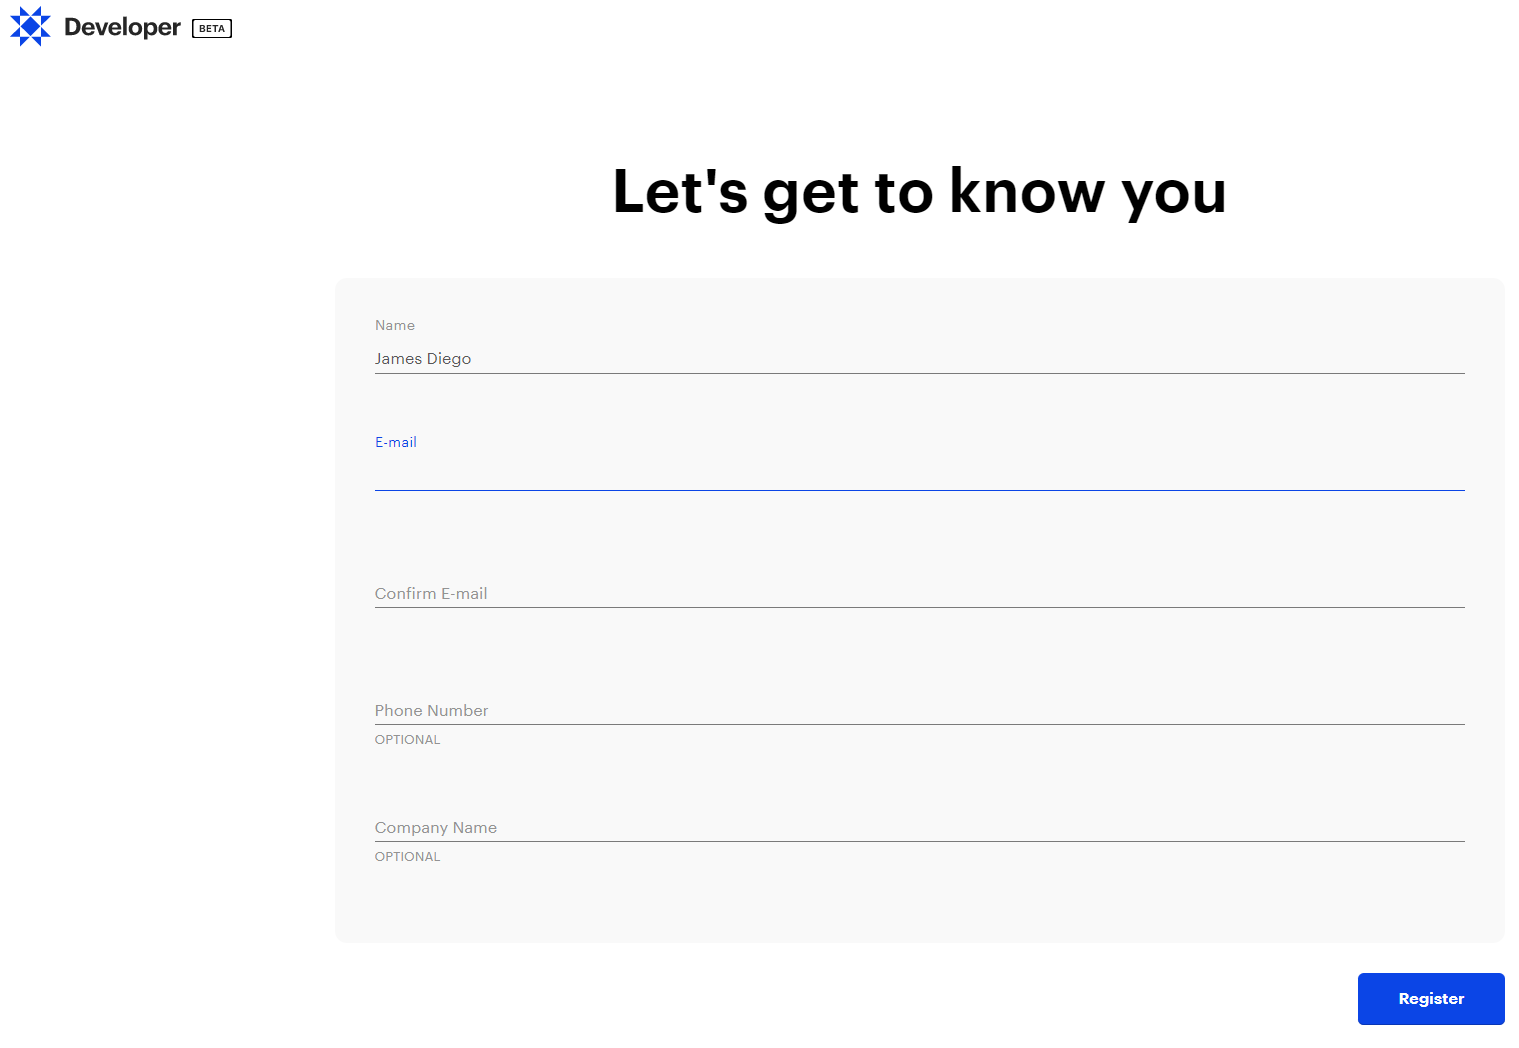 Developer BETA
Let's get to know you
Name
James Diego
E-mail
Confirm E-mail
Phone Number
OPTIONAL
Company Name
OPTIONAL
Register